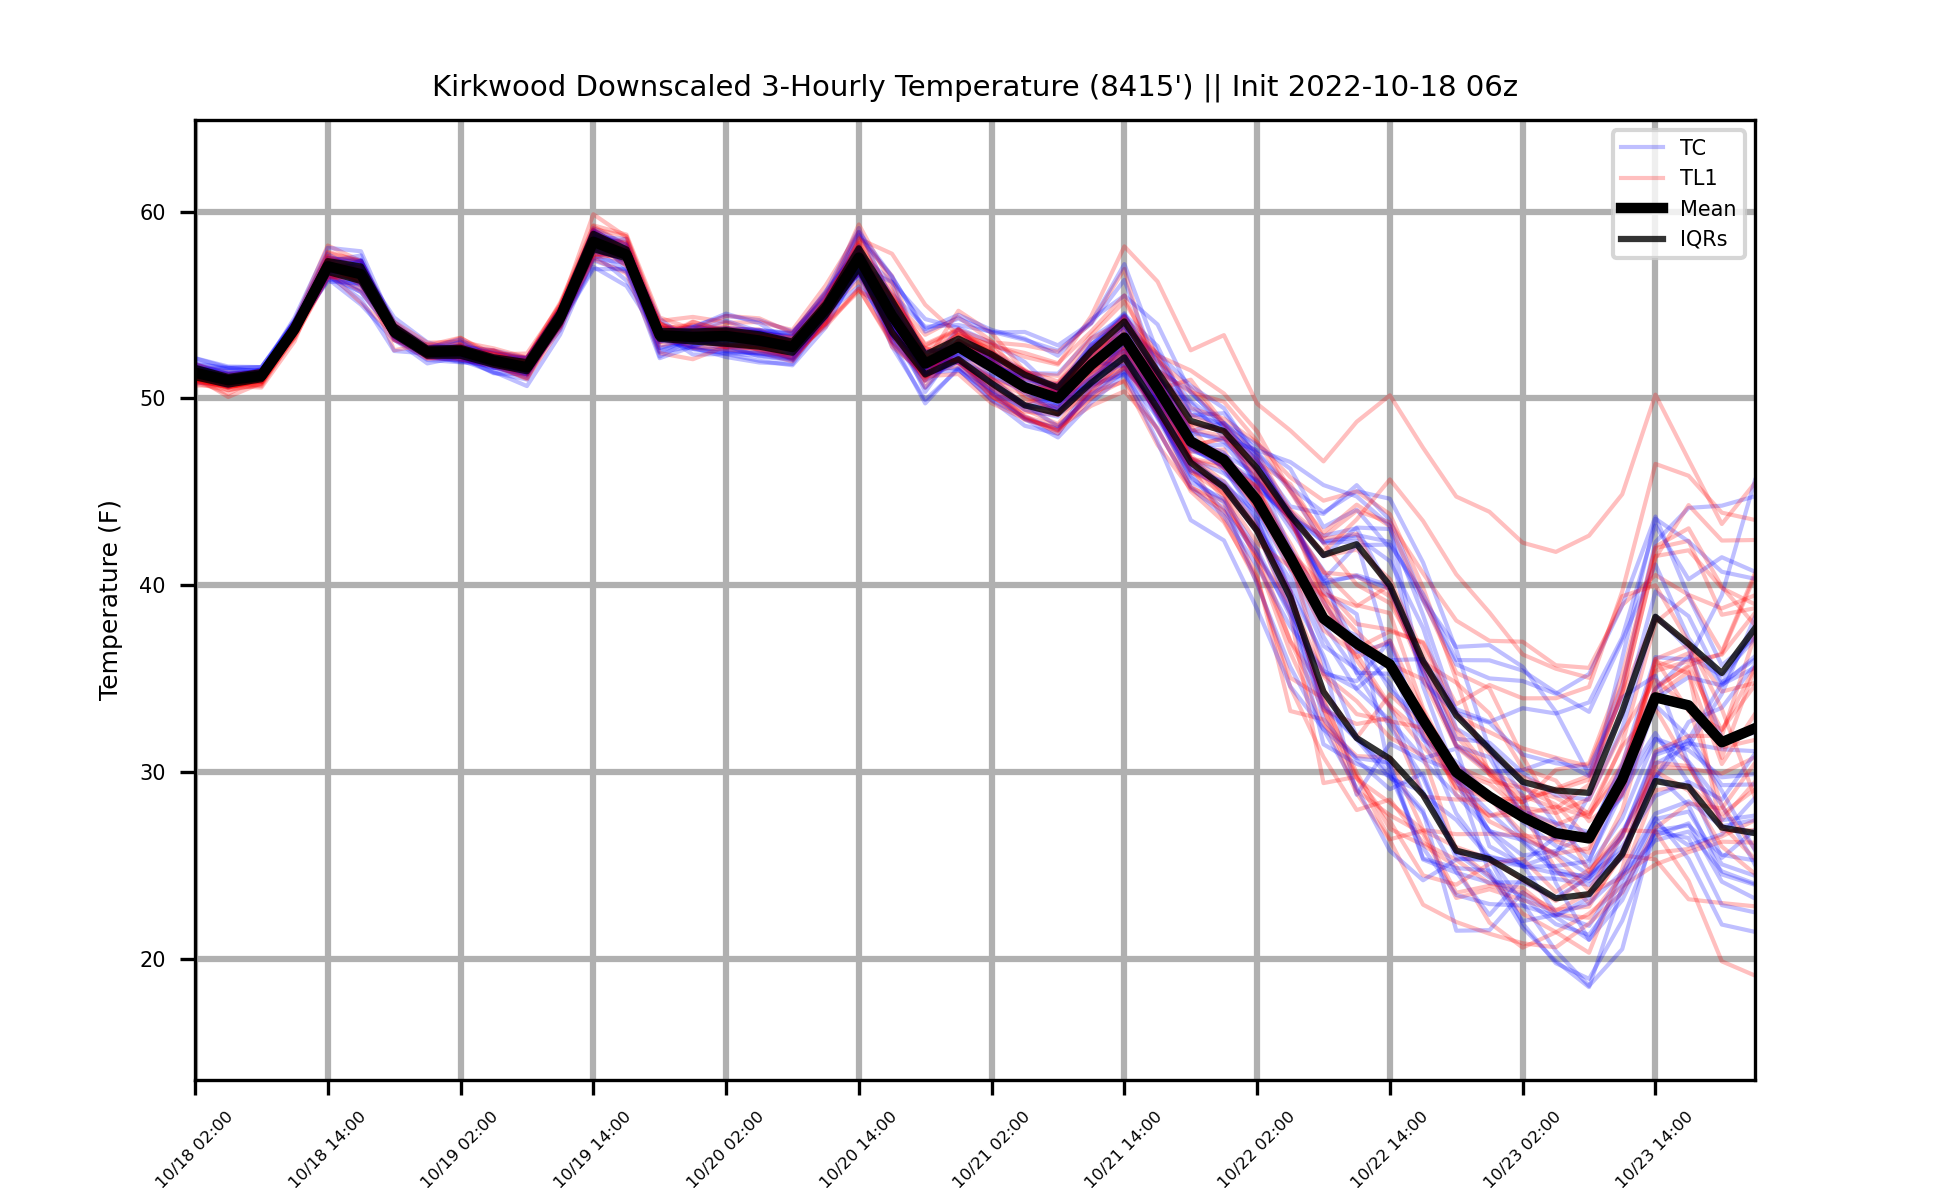 Kirkwood Downscaled 3-Hourly Temperature (8415') || Init 2022-10-18 06z
TC
TL1
Mean
IQRs
Temperature (F)
60
50
40
30
20
10/18 02:00
10/18 14:00
10/19 02:00
10/19 14:00
10/20 02:00
10/20 14:00
10/21 02:00
10/21 14:00
10/22 02:00
10/22 14:00
10/23 02:00
10/23 14:00